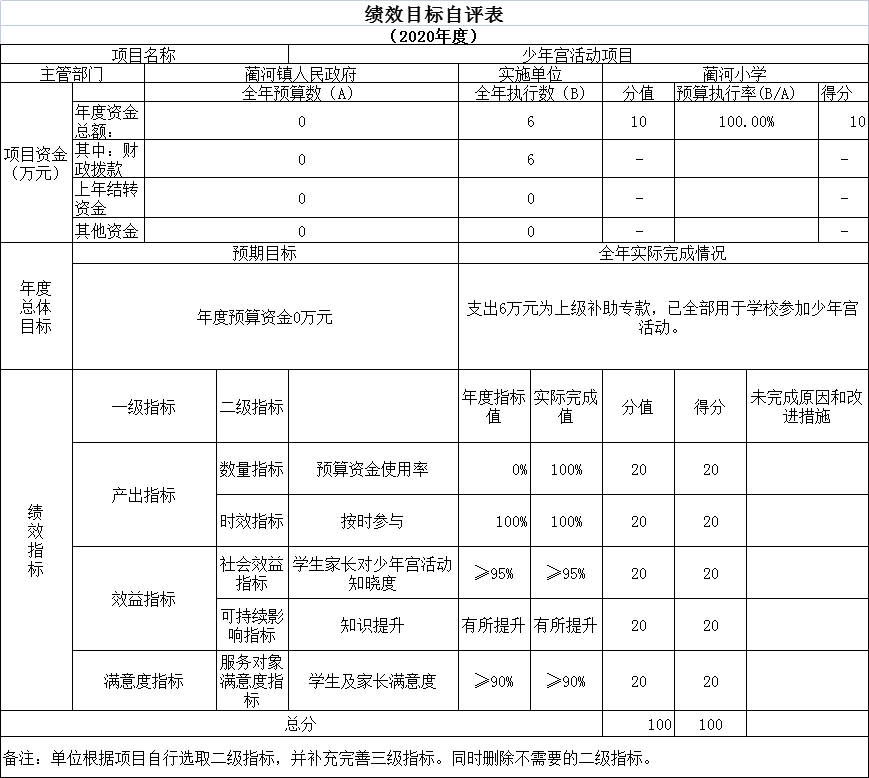 绩效目标自评表
（2020年度）
项目名称 少年宫活动项目
主管部门 蔺河镇人民政府 实施单位 蔺河小学
项目资金（万元） 全年预算数（A） 全年执行数（B） 分值 预算执行率(B/A) 得分
年度资金总额： 0 6 10 100.00% 10
其中：财政拨款 0 6 - -
上年结转资金 0 0 - -
其他资金 0 0 - -
年度总体目标 预期目标 全年实际完成情况
年度预算资金0万元 支出6万元为上级补助专款，已全部用于学校参加少年宫活动。
绩效指标 一级指标 二级指标 年度指标值 实际完成值 分值 得分 未完成原因和改进措施
产出指标 数量指标 预算资金使用率 0% 100% 20 20
时效指标 按时参与 100% 100% 20 20
效益指标 社会效益指标 学生家长对少年宫活动知晓度 ≥95% ≥95% 20 20
可持续影响指标 知识提升 有所提升 有所提升 20 20
满意度指标 服务对象满意度指标 学生及家长满意度 ≥90% ≥90% 20 20
总分 100 100
备注：单位根据项目自行选取二级指标，并补充完善三级指标。同时删除不需要的二级指标。